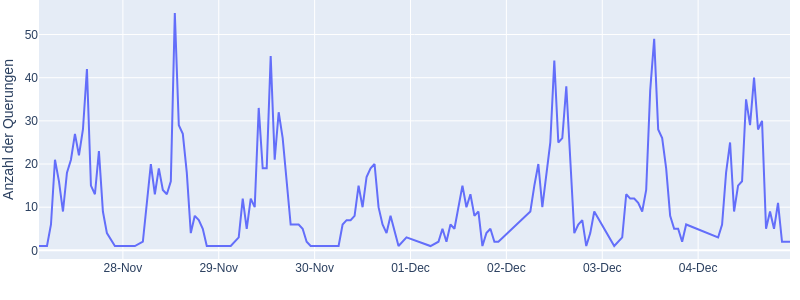 Anzahl der Querungen
50
40
30
20
10
0
28-Nov
29-Nov
30-Nov
01-Dec
02-Dec
03-Dec
04-Dec